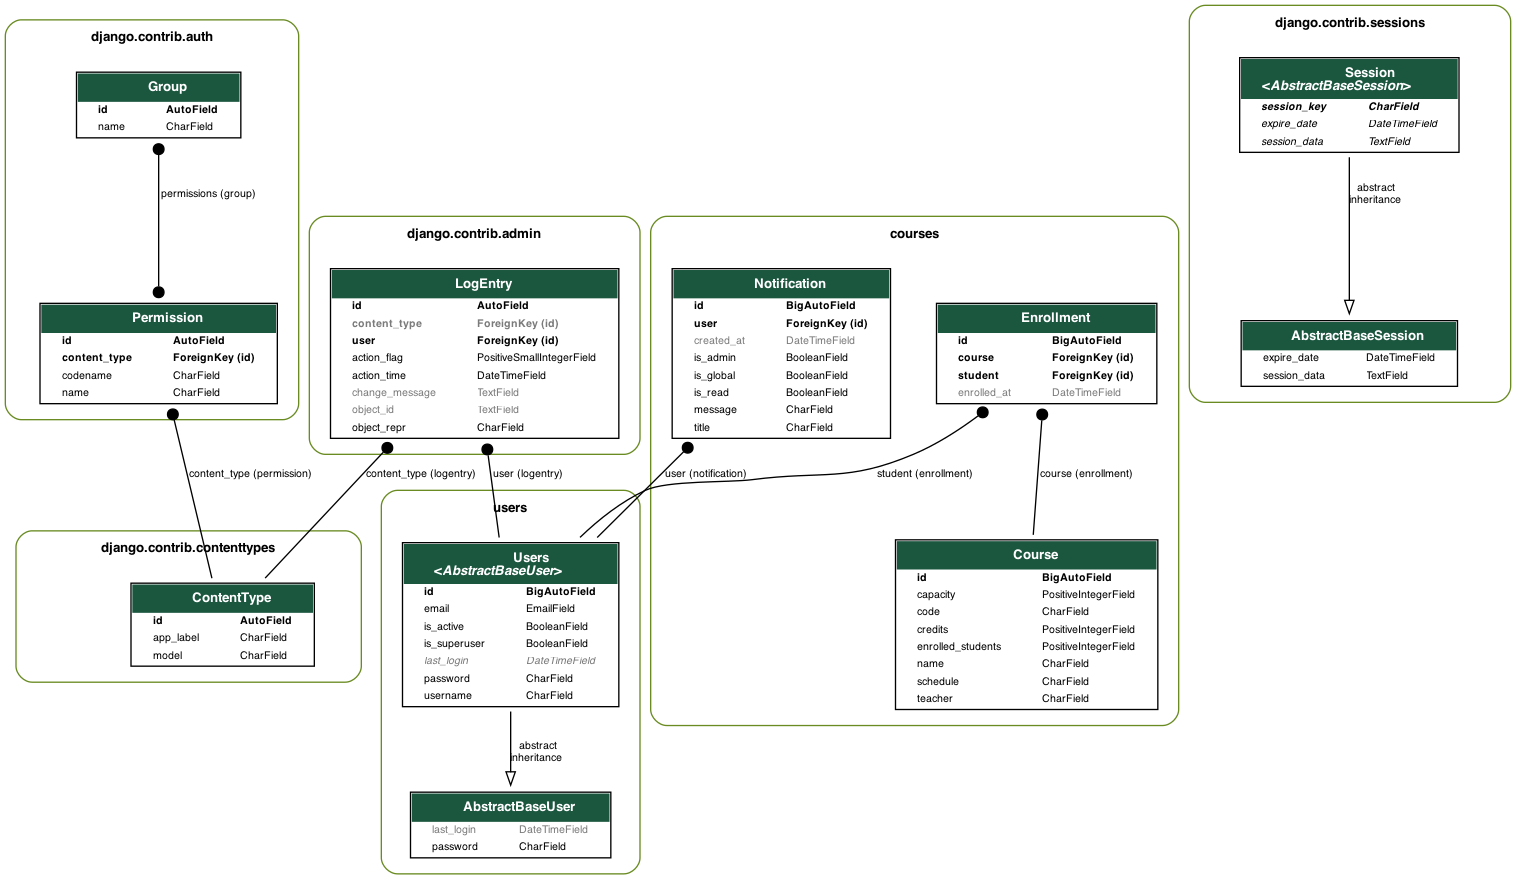 django.contrib.auth
Group
id AutoField
name CharField
permissions (group)
Permission
id AutoField
content_type ForeignKey (id)
codename CharField
name CharField
content_type (permission)
django.contrib.admin
LogEntry
id AutoField
content_type ForeignKey (id)
user ForeignKey (id)
action_flag PositiveSmallIntegerField
action_time DateTimeField
change_message TextField
object_id TextField
object_repr CharField
content_type (logentry)
user (logentry)
courses
Notification
id BigAutoField
user ForeignKey (id)
created_at DateTimeField
is_admin BooleanField
is_global BooleanField
is_read BooleanField
message CharField
title CharField
user (notification)
Enrollment
id BigAutoField
course ForeignKey (id)
student ForeignKey (id)
enrolled_at DateTimeField
student (enrollment)
course (enrollment)
Course
id BigAutoField
capacity PositiveIntegerField
code CharField
credits PositiveIntegerField
enrolled_students PositiveIntegerField
name CharField
schedule CharField
teacher CharField
django.contrib.sessions
Session
<AbstractBaseSession>
session_key CharField
expire_date DateTimeField
session_data TextField
abstract
inheritance
AbstractBaseSession
expire_date DateTimeField
session_data TextField
django.contrib.contenttypes
ContentType
id AutoField
app_label CharField
model CharField
users
Users
<AbstractBaseUser>
id BigAutoField
email EmailField
is_active BooleanField
is_superuser BooleanField
last_login DateTimeField
password CharField
username CharField
abstract
inheritance
AbstractBaseUser
last_login DateTimeField
password CharField